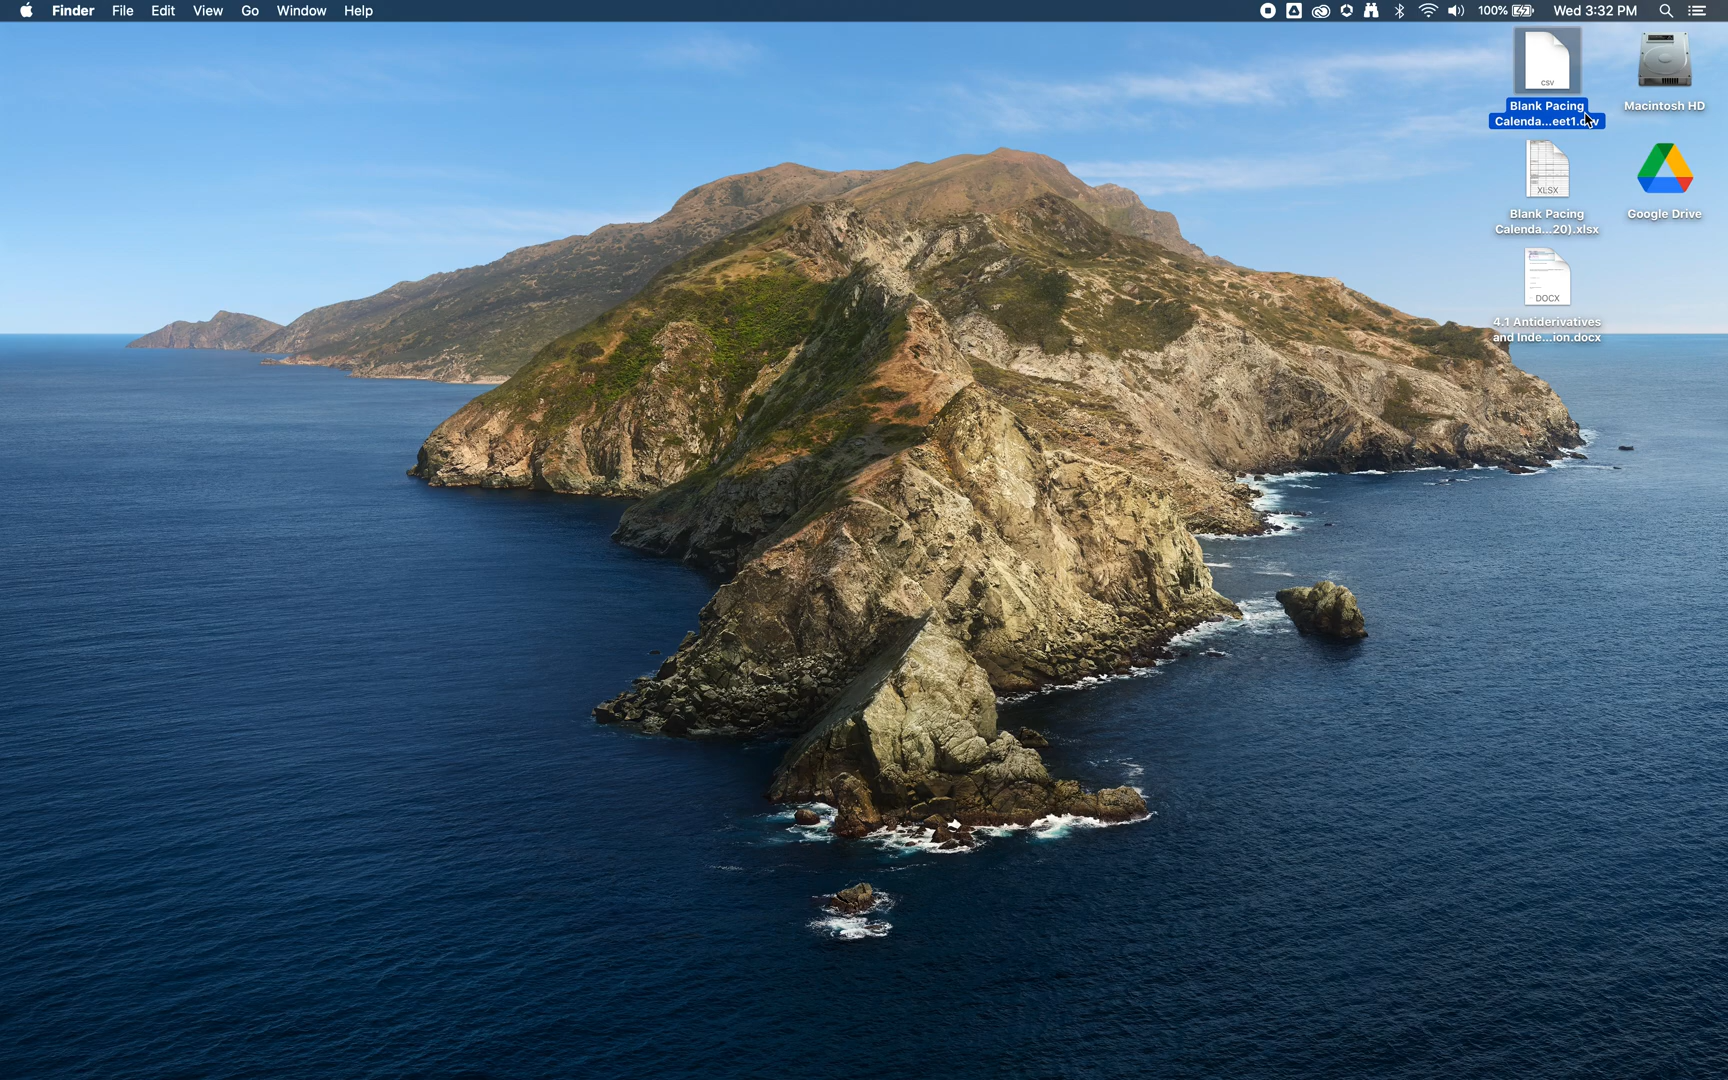 Finder File Edit View Go Window Help 100% Wed 3:32 PM
CSV
Blank Pacing
Calenda...eet1.csv
Macintosh HD
XLSX
Blank Pacing
Calenda...20).xlsx
Google Drive
DOCX
4.1 Antiderivatives
and Inde...ion.docx